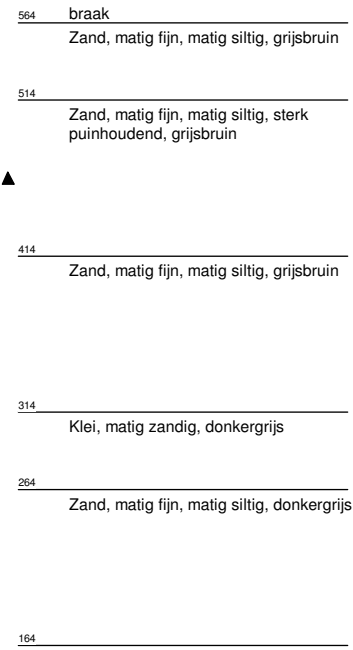 564 braak
Zand, matig fijn, matig siltig, grijsbruin
514
Zand, matig fijn, matig siltig, sterk
puinhoudend, grijsbruin
414
Zand, matig fijn, matig siltig, grijsbruin
314
Klei, matig zandig, donkergrijs
264
Zand, matig fijn, matig siltig, donkergrijs
164